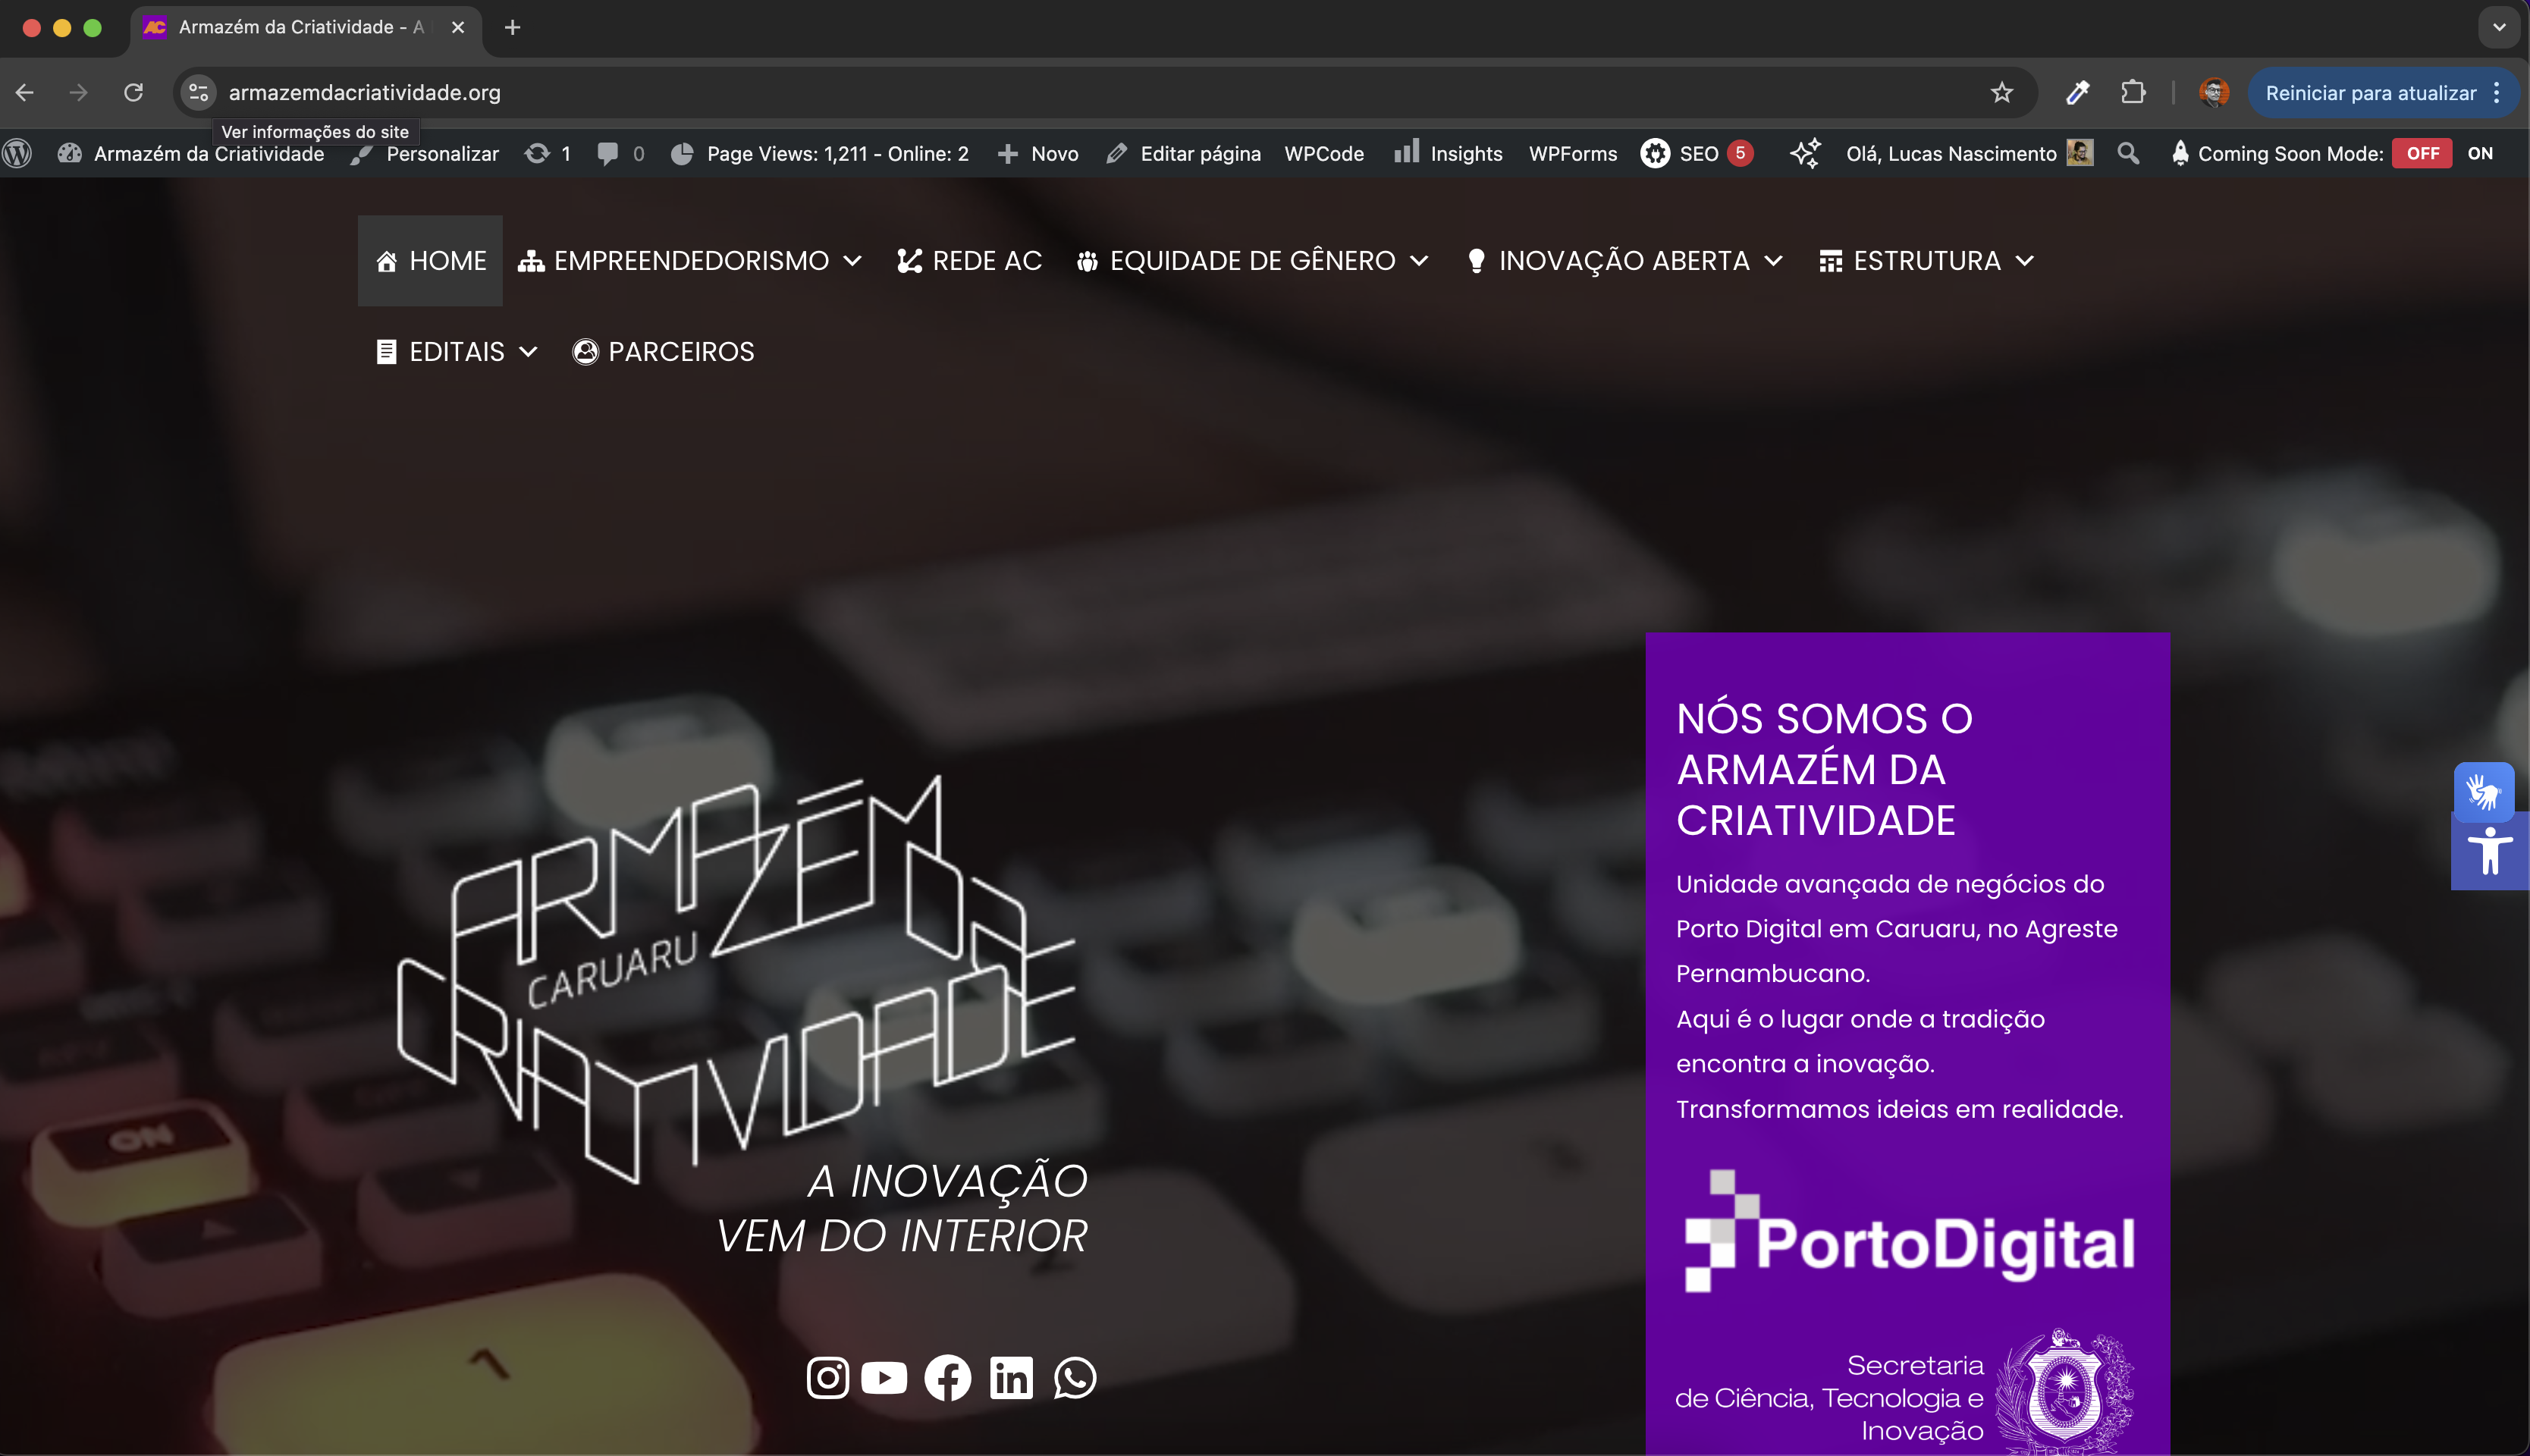 Armazém da Criatividade - A
armazemdacriatividade.org
Reiniciar para atualizar
Ver informações do site
Armazém da Criatividade Personalizar 1 0 Page Views: 1,211 - Online: 2 Novo Editar página WPCode Insights WPForms SEO 5 Olá, Lucas Nascimento Coming Soon Mode: OFF ON
HOME EMPREENDEDORISMO REDE AC EQUIDADE DE GÊNERO INOVAÇÃO ABERTA ESTRUTURA
EDITAIS PARCEIROS
ARMAZÉM DA
CARUARU
CRIATIVIDADE
A INOVAÇÃO
VEM DO INTERIOR
NÓS SOMOS O
ARMAZÉM DA
CRIATIVIDADE
Unidade avançada de negócios do
Porto Digital em Caruaru, no Agreste
Pernambucano.
Aqui é o lugar onde a tradição
encontra a inovação.
Transformamos ideias em realidade.
PortoDigital
Secretaria
de Ciência, Tecnologia e
Inovação
ON
1
2